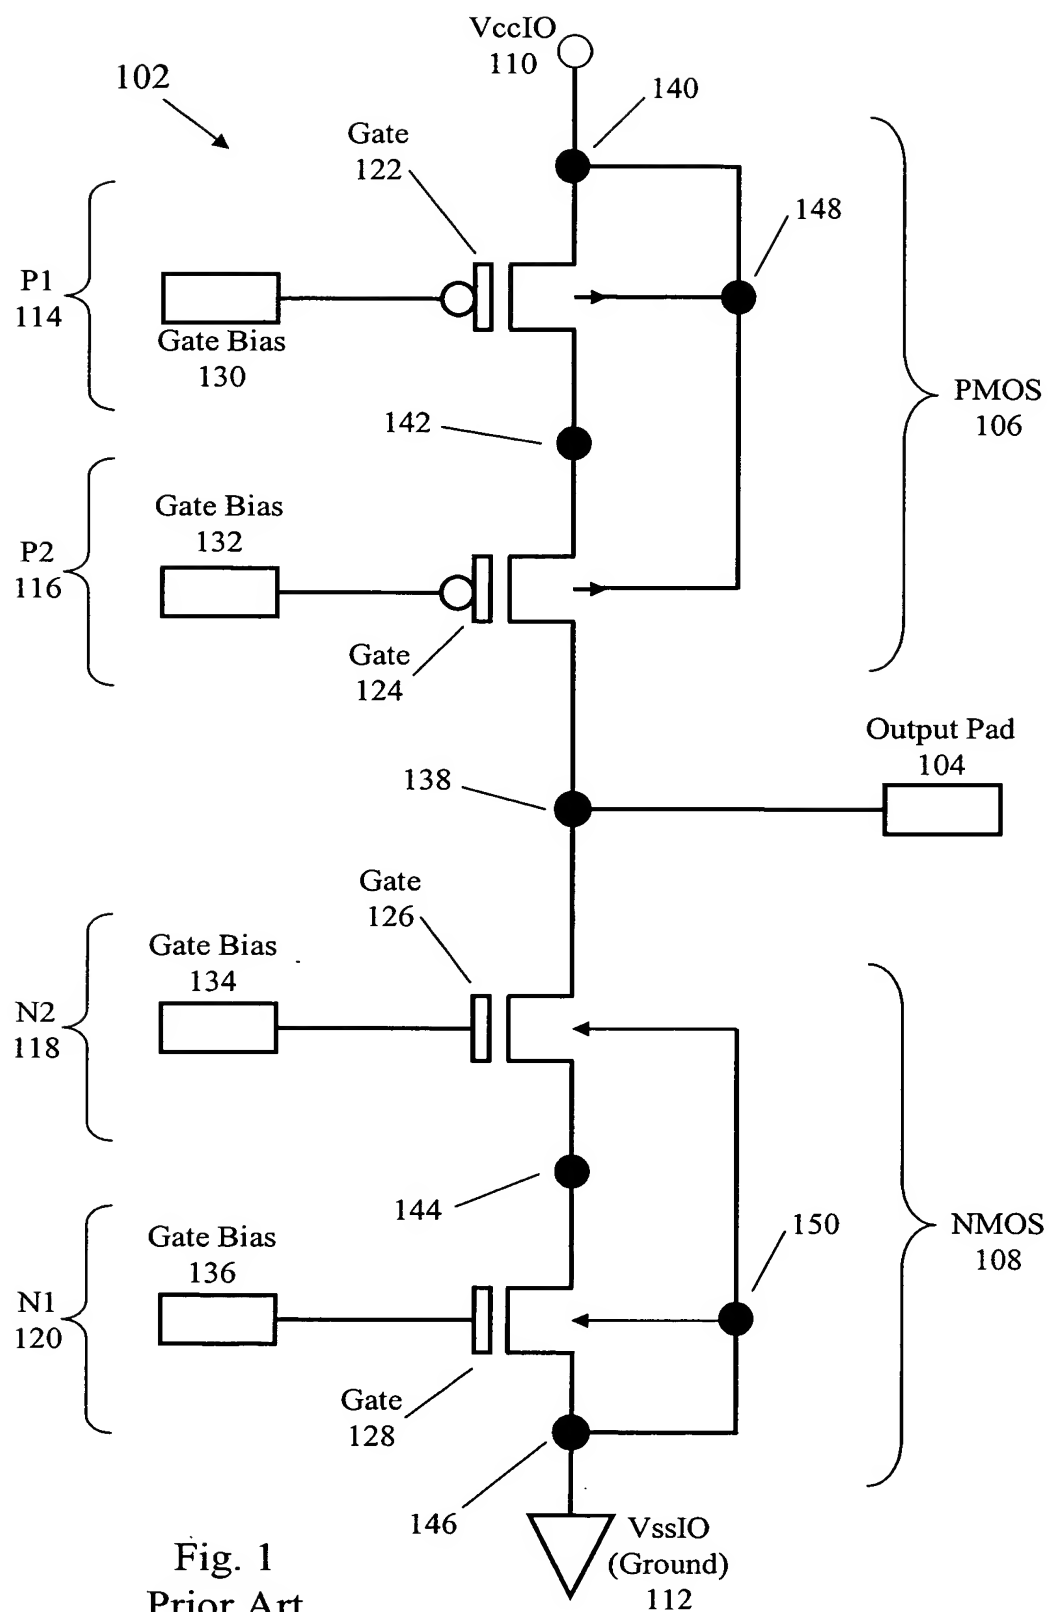 VccIO
110
102
140
Gate
122
148
P1
114
Gate Bias
130
PMOS
106
142
Gate Bias
132
P2
116
Gate
124
Output Pad
104
138
Gate
126
Gate Bias
134
N2
118
144
150
NMOS
108
Gate Bias
136
N1
120
Gate
128
146
VssIO
(Ground)
112
Fig. 1
Prior Art